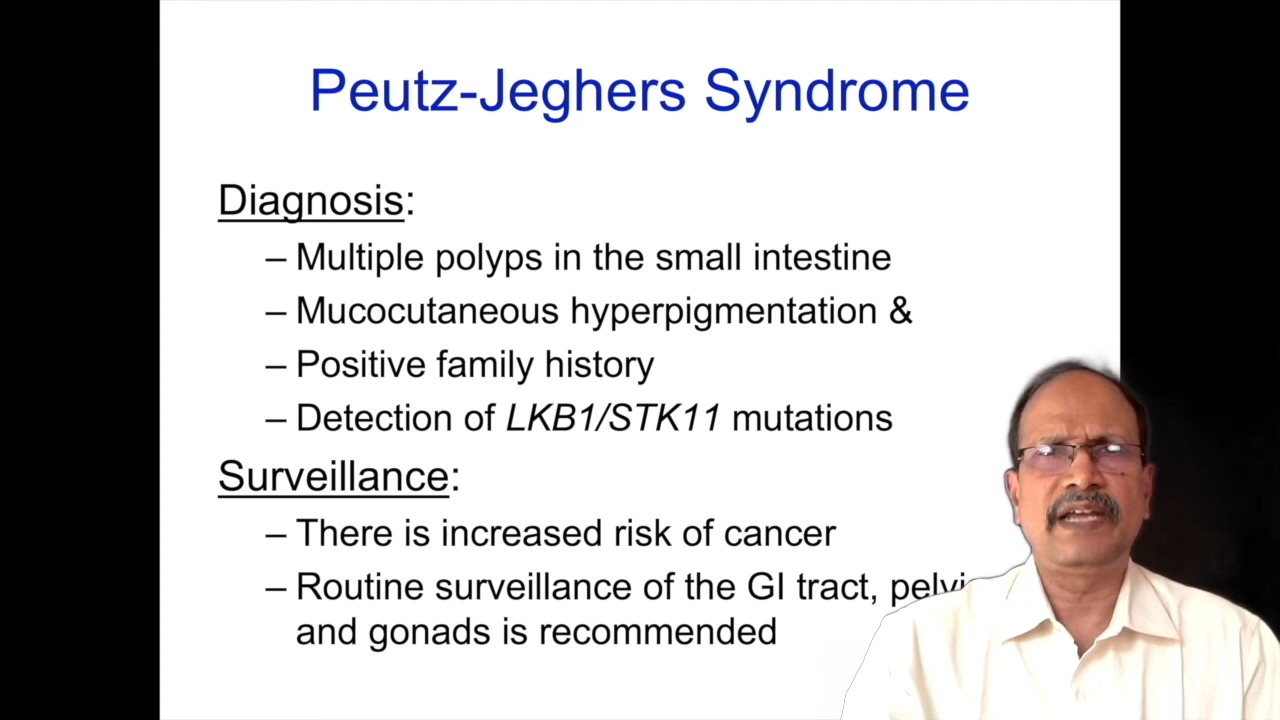 Peutz-Jeghers Syndrome
Diagnosis:
– Multiple polyps in the small intestine
– Mucocutaneous hyperpigmentation &
– Positive family history
– Detection of LKB1/STK11 mutations
Surveillance:
– There is increased risk of cancer
– Routine surveillance of the GI tract,
and gonads is recommended